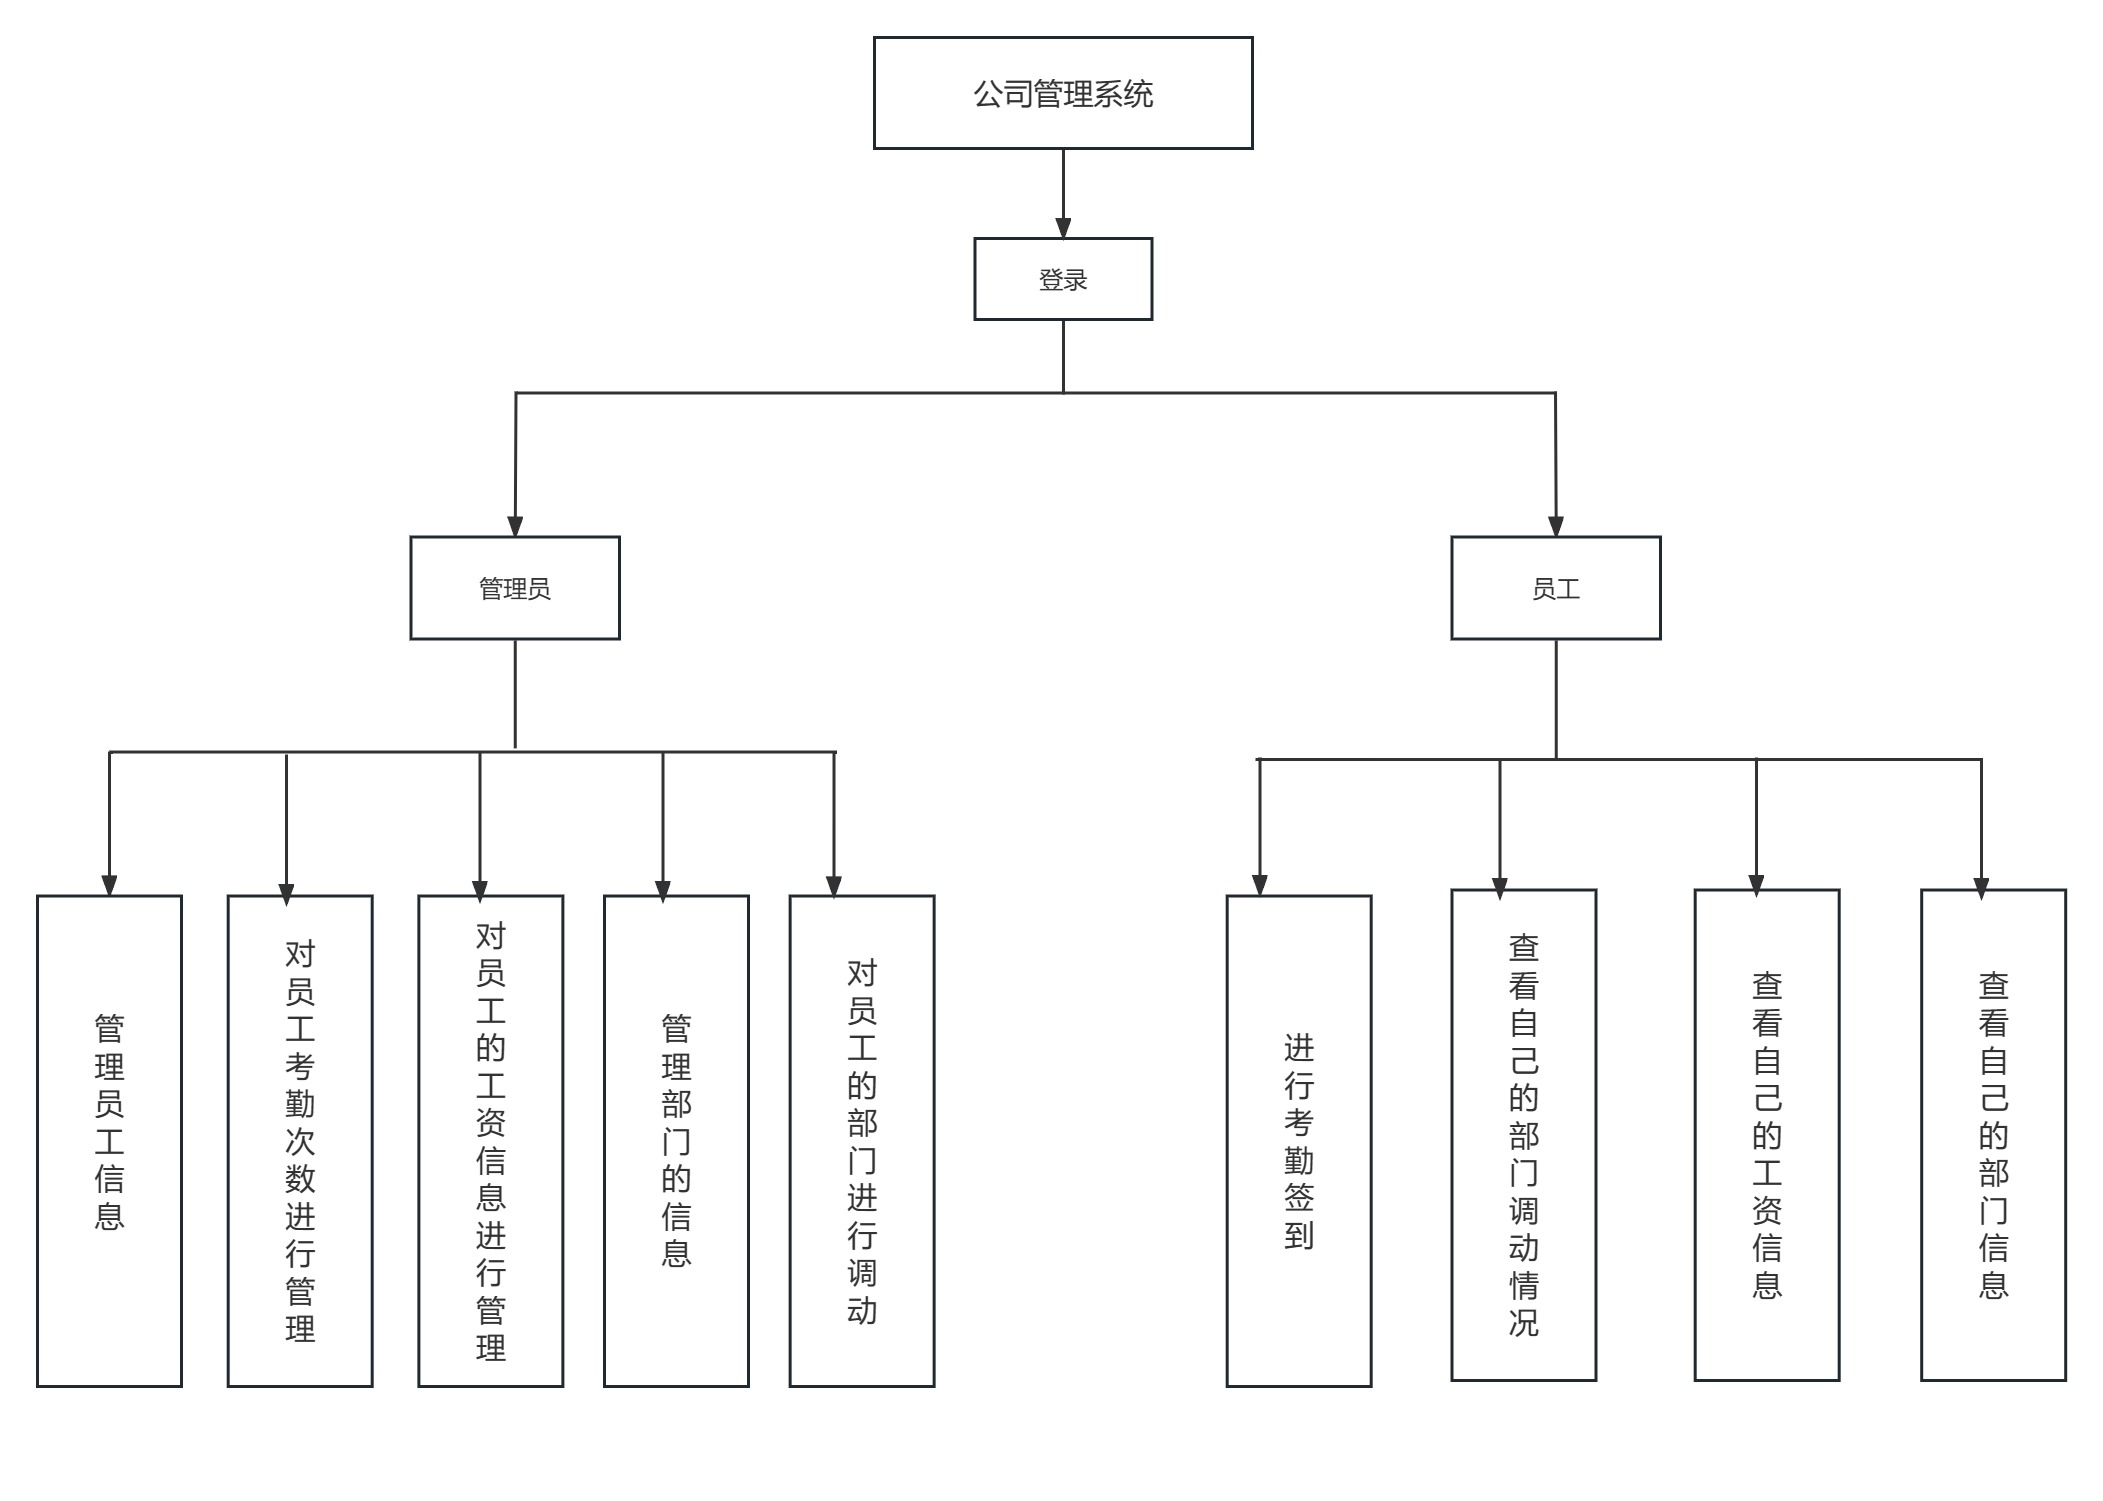 公司管理系统
登录
管理员
员工
管理员工信息
对员工考勤次数进行管理
对员工的工资信息进行管理
管理部门的信息
对员工的部门进行调动
进行考勤签到
查看自己的部门调动情况
查看自己的工资信息
查看自己的部门信息